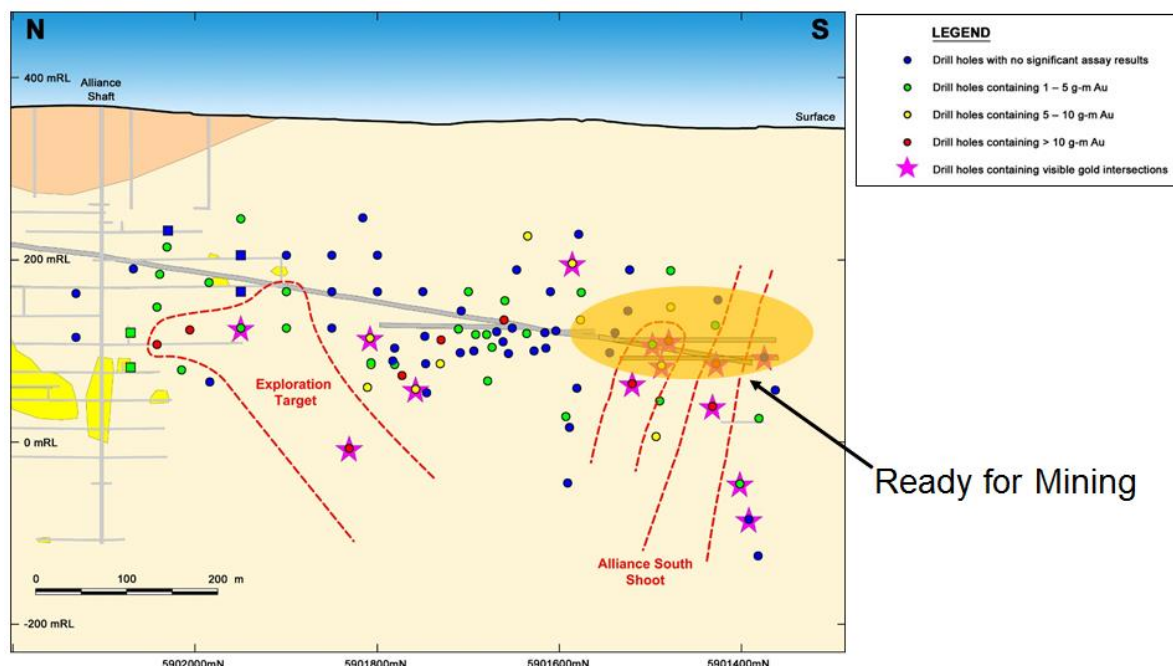 N
S
LEGEND
Drill holes with no significant assay results
Drill holes containing 1 – 5 g-m Au
Drill holes containing 5 – 10 g-m Au
Drill holes containing > 10 g-m Au
Drill holes containing visible gold intersections
400 mRL
Alliance
Shaft
Surface
200 mRL
Exploration
Target
0 mRL
Ready for Mining
Alliance South
Shoot
0 100 200 m
-200 mRL
5902000mN 5901800mN 5901600mN 5901400mN